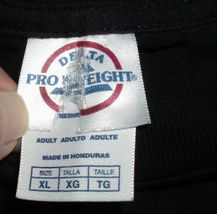 DELTA
PRO WEIGHT®
ADULT ADULTO ADULTE
MADE IN HONDURAS
SIZE TALLA TAILLE
XL XG TG